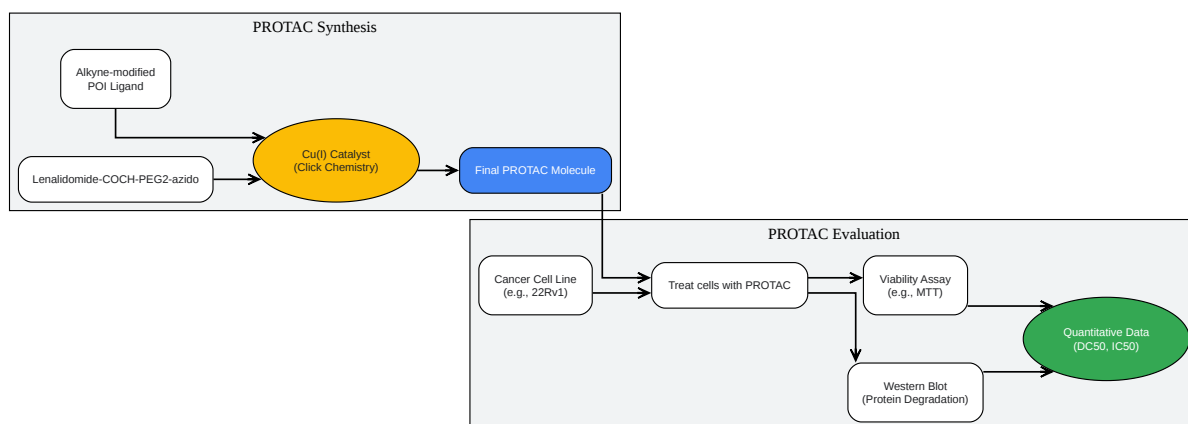 PROTAC Synthesis
Alkyne-modified
POI Ligand
Cu(I) Catalyst
(Click Chemistry)
Lenalidomide-COCH-PEG2-azido
Final PROTAC Molecule
PROTAC Evaluation
Cancer Cell Line
(e.g., 22Rv1)
Treat cells with PROTAC
Viability Assay
(e.g., MTT)
Quantitative Data
(DC50, IC50)
Western Blot
(Protein Degradation)